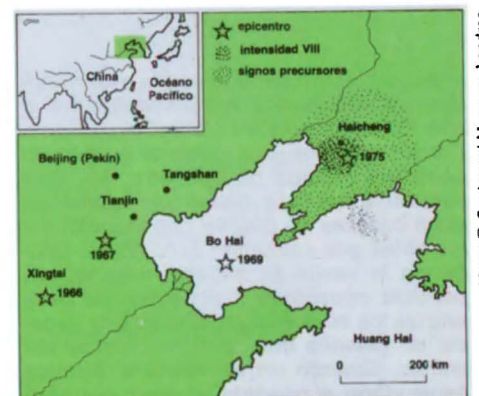 China
Océano
Pacífico
epicentro
intensidad VIII
signos precursores
Haicheng
1975
Beijing (Pekín)
Tangshan
Tianjin
1967
Bo Hai
1969
Xingtai
1966
Huang Hai
0 200 km